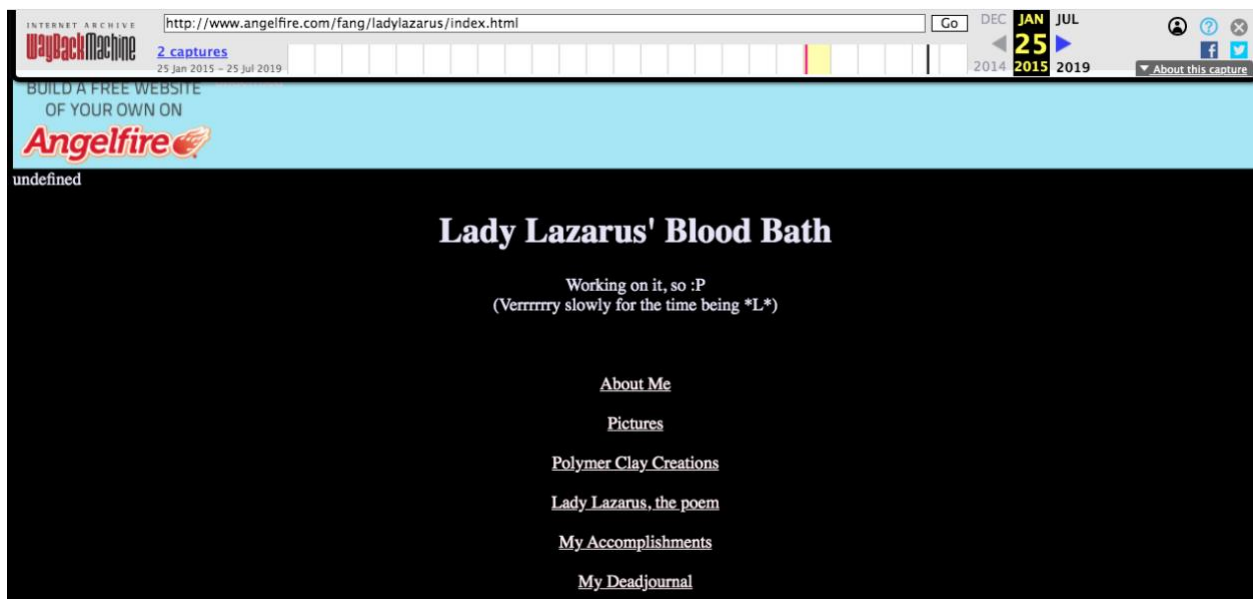 INTERNET ARCHIVE
WayBackMachine
http://www.angelfire.com/fang/ladylazarus/index.html
Go
DEC JAN JUL
2 captures
25
25 Jan 2015 – 25 Jul 2019
2014 2015 2019
About this capture
BUILD A FREE WEBSITE
OF YOUR OWN ON
Angelfire
undefined
Lady Lazarus' Blood Bath
Working on it, so :P
(Verrrrrry slowly for the time being *L*)
About Me
Pictures
Polymer Clay Creations
Lady Lazarus, the poem
My Accomplishments
My Deadjournal